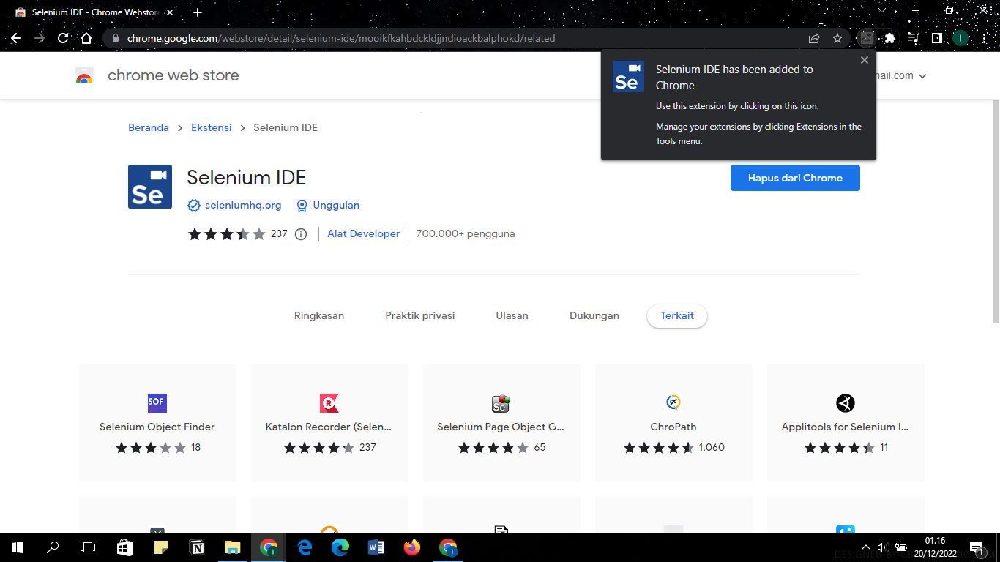 Selenium IDE - Chrome Webstore
chrome.google.com/webstore/detail/selenium-ide/mooikfkahbdckldjjndioackbalphokd/related
I
chrome web store
Se
Selenium IDE has been added to
Chrome
Use this extension by clicking on this icon.
Manage your extensions by clicking Extensions in the
Tools menu.
Beranda
Ekstensi
Selenium IDE
Se
Selenium IDE
Hapus dari Chrome
seleniumhq.org
Unggulan
237
Alat Developer
700.000+ pengguna
Ringkasan
Praktik privasi
Ulasan
Dukungan
Terkait
SOF
R
Se
Selenium Object Finder
Katalon Recorder (Selen...
Selenium Page Object G...
ChroPath
Applitools for Selenium I...
18
237
65
1.060
11
01.16
20/12/2022
1
DESIGNED BY